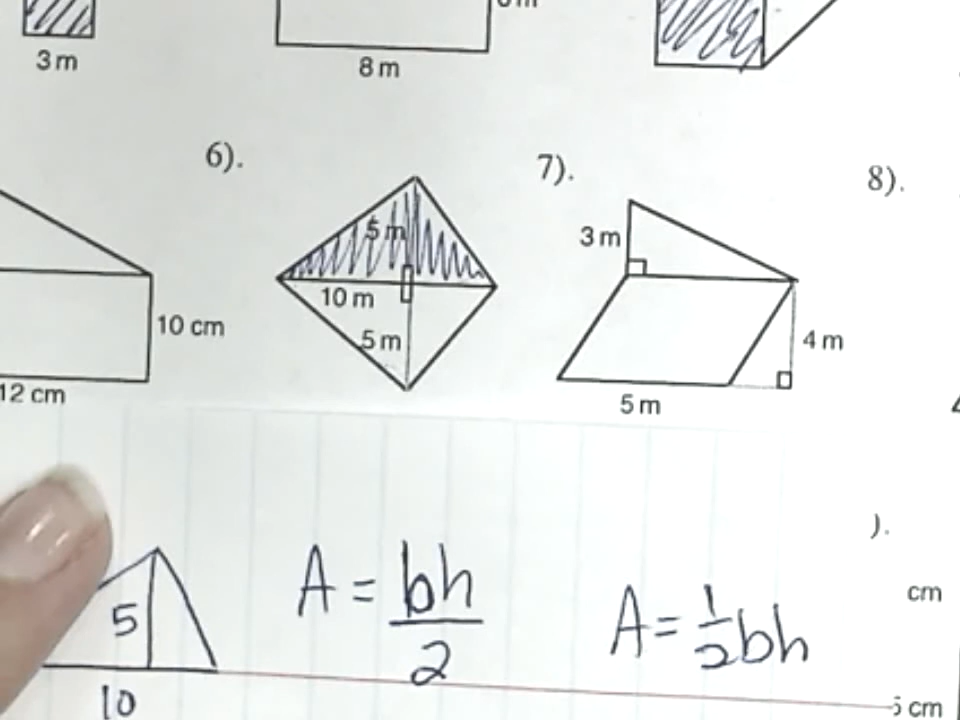 3 m
8 m
6).
7).
8).
5 m
3 m
10 m
10 cm
5 m
4 m
12 cm
5 m
).
A = bh/2
5
A = 1/2 bh
cm
10
cm